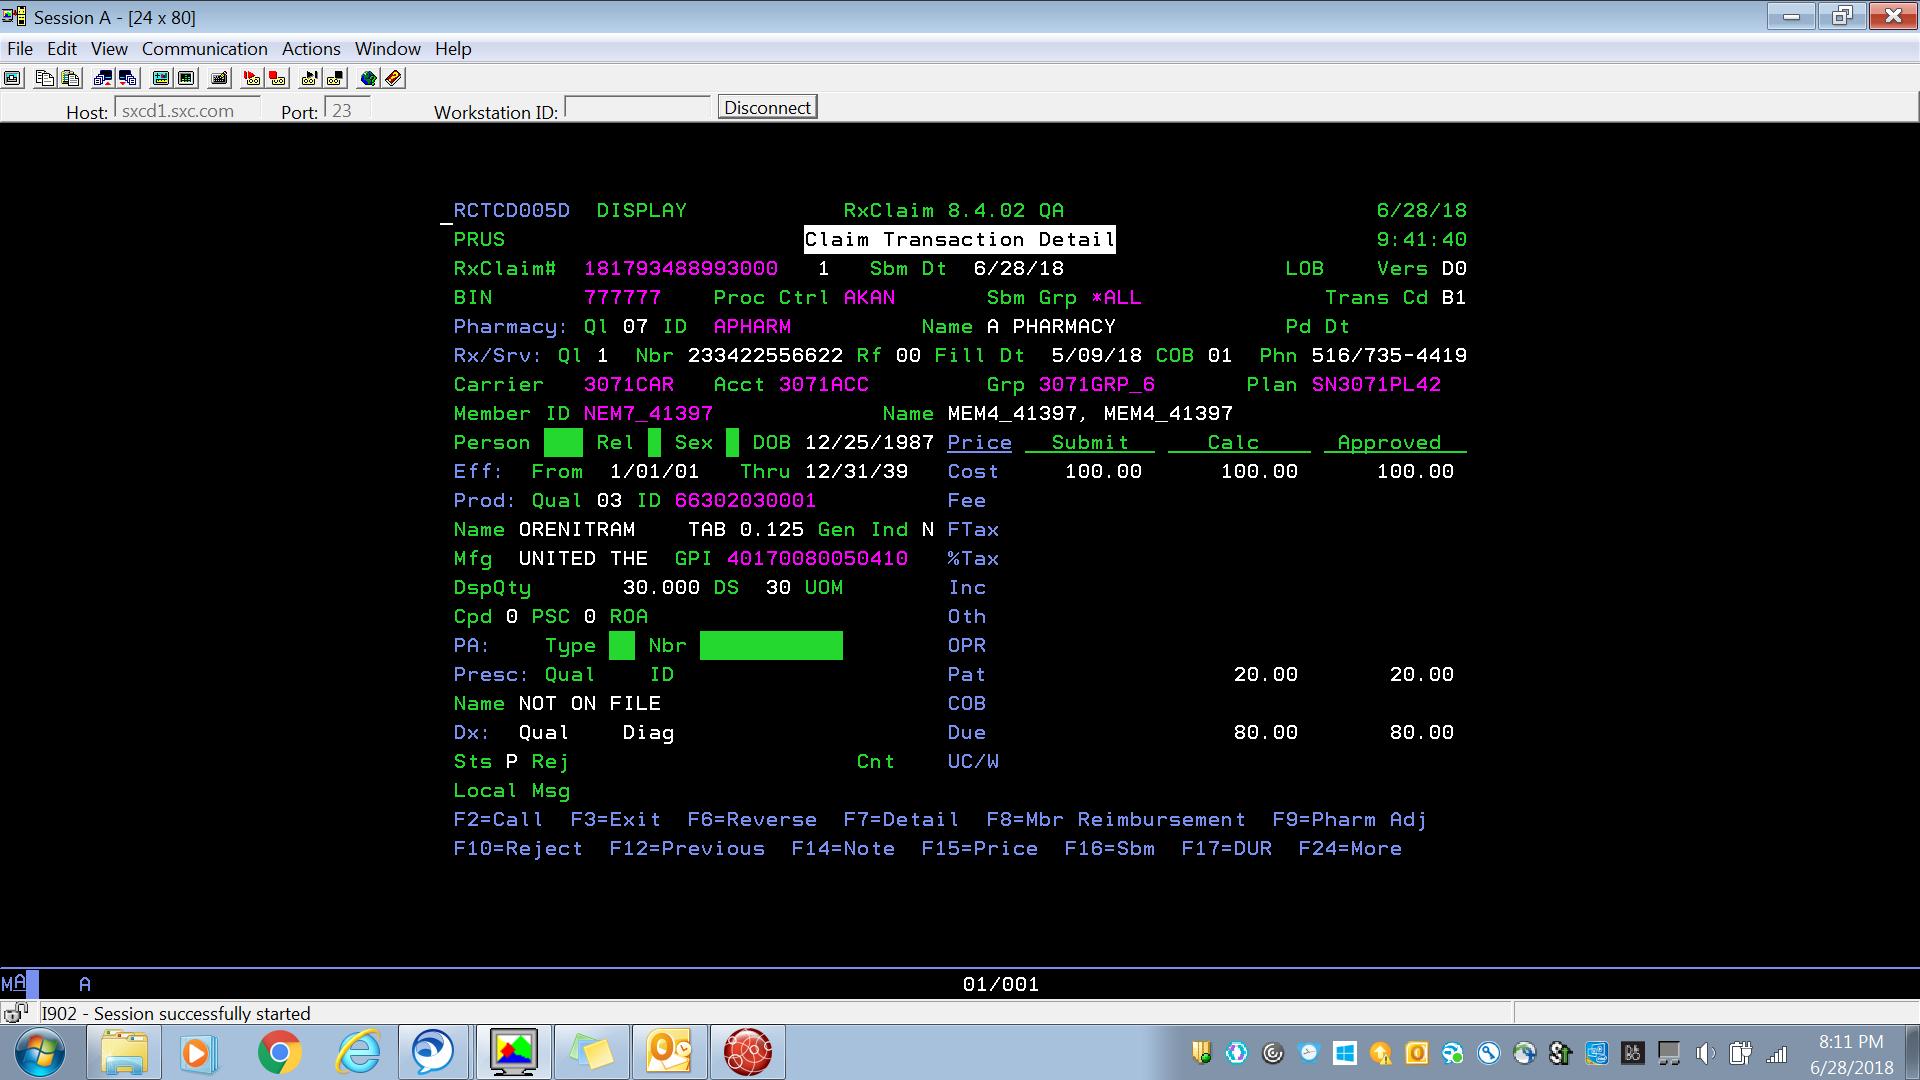 Session A - [24 x 80]
File Edit View Communication Actions Window Help
Host: sxcd1.sxc.com Port: 23 Workstation ID: Disconnect
RCTCD005D DISPLAY RxClaim 8.4.02 QA 6/28/18
PRUS Claim Transaction Detail 9:41:40
RxClaim# 181793488993000 1 Sbm Dt 6/28/18 LOB Vers D0
BIN 777777 Proc Ctrl AKAN Sbm Grp *ALL Trans Cd B1
Pharmacy: Ql 07 ID APHARM Name A PHARMACY Pd Dt
Rx/Srv: Ql 1 Nbr 233422556622 Rf 00 Fill Dt 5/09/18 COB 01 Phn 516/735-4419
Carrier 3071CAR Acct 3071ACC Grp 3071GRP_6 Plan SN3071PL42
Member ID NEM7_41397 Name MEM4_41397, MEM4_41397
Person Rel Sex DOB 12/25/1987 Price Submit Calc Approved
Eff: From 1/01/01 Thru 12/31/39 Cost 100.00 100.00 100.00
Prod: Qual 03 ID 66302030001 Fee
Name ORENITRAM TAB 0.125 Gen Ind N FTax
Mfg UNITED THE GPI 40170080050410 %Tax
DspQty 30.000 DS 30 UOM Inc
Cpd 0 PSC 0 ROA Oth
PA: Type Nbr OPR
Presc: Qual ID Pat 20.00 20.00
Name NOT ON FILE COB
Dx: Qual Diag Due 80.00 80.00
Sts P Rej Cnt UC/W
Local Msg
F2=Call F3=Exit F6=Reverse F7=Detail F8=Mbr Reimbursement F9=Pharm Adj
F10=Reject F12=Previous F14=Note F15=Price F16=Sbm F17=DUR F24=More
MA A 01/001
I902 - Session successfully started
8:11 PM
6/28/2018